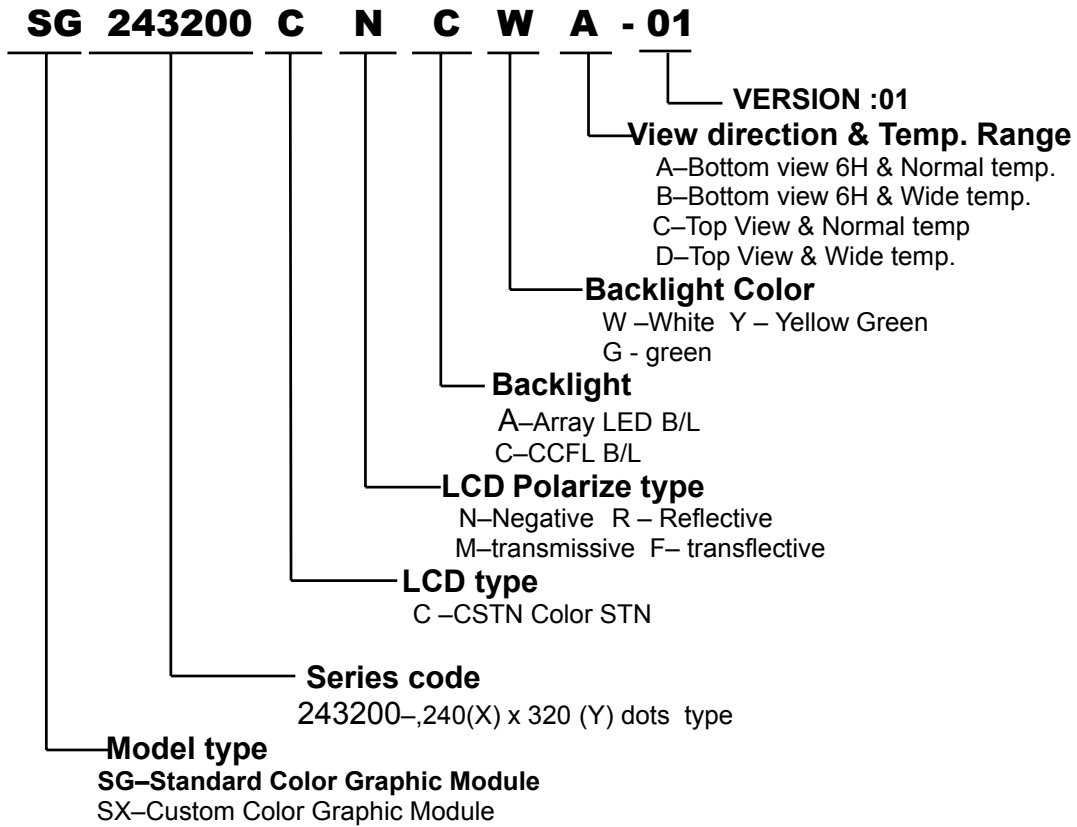 SG 243200 C N C W A - 01
VERSION :01
View direction & Temp. Range
A–Bottom view 6H & Normal temp.
B–Bottom view 6H & Wide temp.
C–Top View & Normal temp
D–Top View & Wide temp.
Backlight Color
W –White Y – Yellow Green
G - green
Backlight
A–Array LED B/L
C–CCFL B/L
LCD Polarize type
N–Negative R – Reflective
M–transmissive F– transflective
LCD type
C –CSTN Color STN
Series code
243200–,240(X) x 320 (Y) dots type
Model type
SG–Standard Color Graphic Module
SX–Custom Color Graphic Module